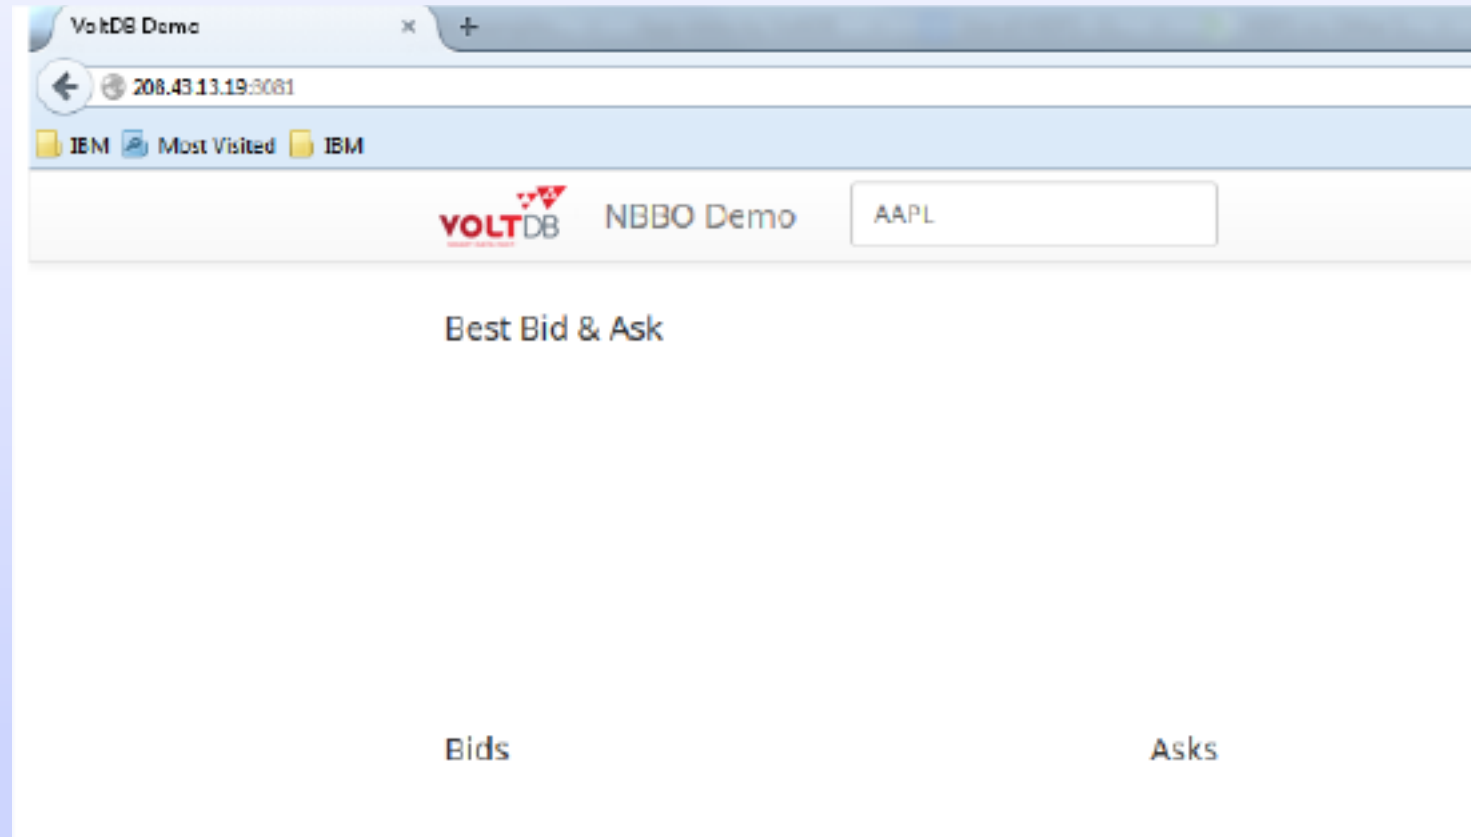 VoltDB Demo
208.43.13.19:8081
IBM Most Visited IBM
VOLTDB NBBO Demo AAPL
Best Bid & Ask
Bids Asks